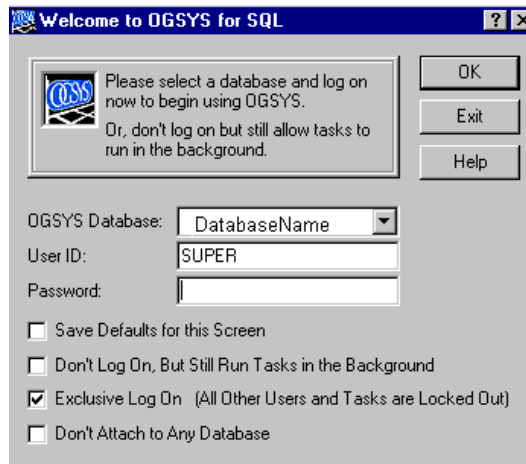 Welcome to OGSYS for SQL
OGSYS
Please select a database and log on
now to begin using OGSYS.
Or, don't log on but still allow tasks to
run in the background.
OK
Exit
Help
OGSYS Database: DatabaseName
User ID: SUPER
Password:
Save Defaults for this Screen
Don't Log On, But Still Run Tasks in the Background
Exclusive Log On (All Other Users and Tasks are Locked Out)
Don't Attach to Any Database